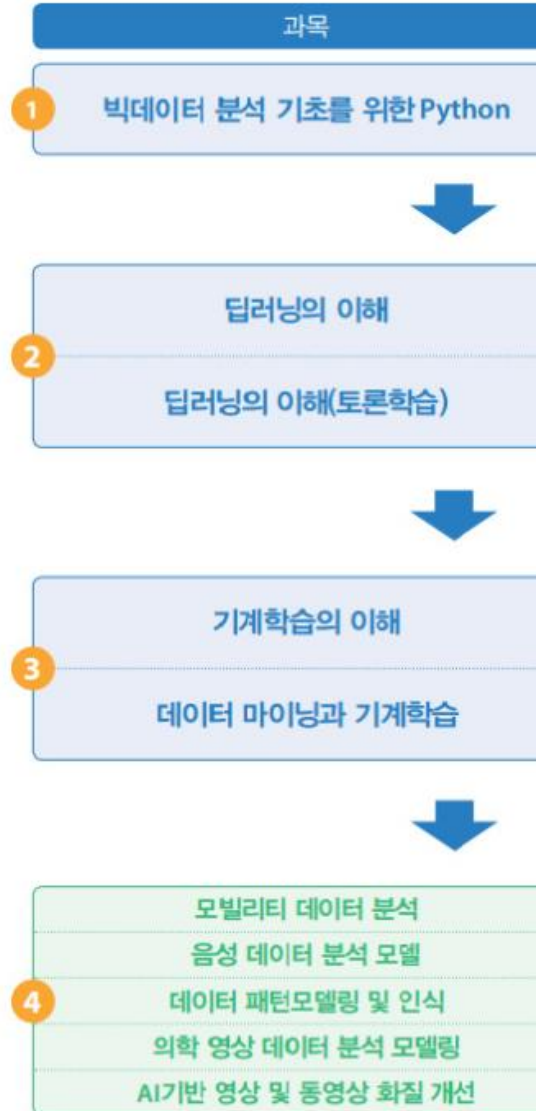 과목
1
빅데이터 분석 기초를 위한 Python
2
딥러닝의 이해
딥러닝의 이해(토론학습)
3
기계학습의 이해
데이터 마이닝과 기계학습
4
모빌리티 데이터 분석
음성 데이터 분석 모델
데이터 패턴모델링 및 인식
의학 영상 데이터 분석 모델링
AI기반 영상 및 동영상 화질 개선